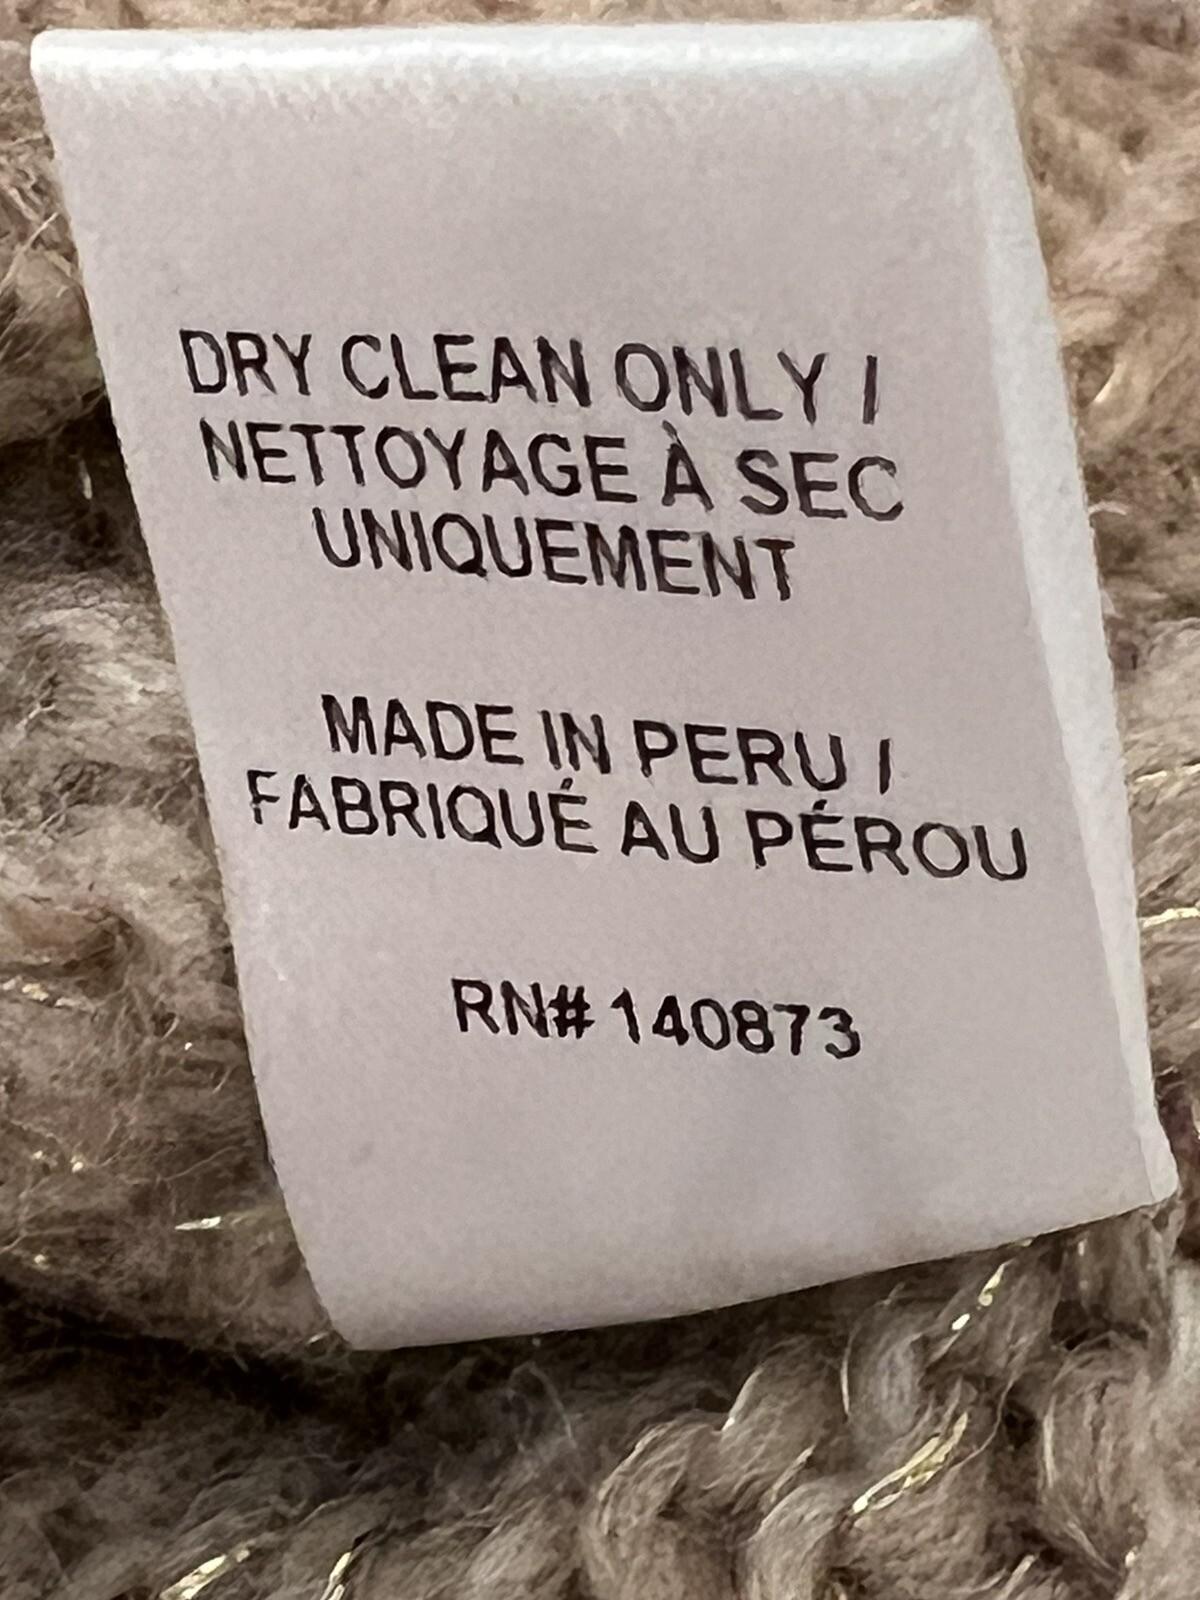 DRY CLEAN ONLY /
NETTOYAGE À SEC
UNIQUEMENT
MADE IN PERU /
FABRIQUÉ AU PÉROU
RN# 140873